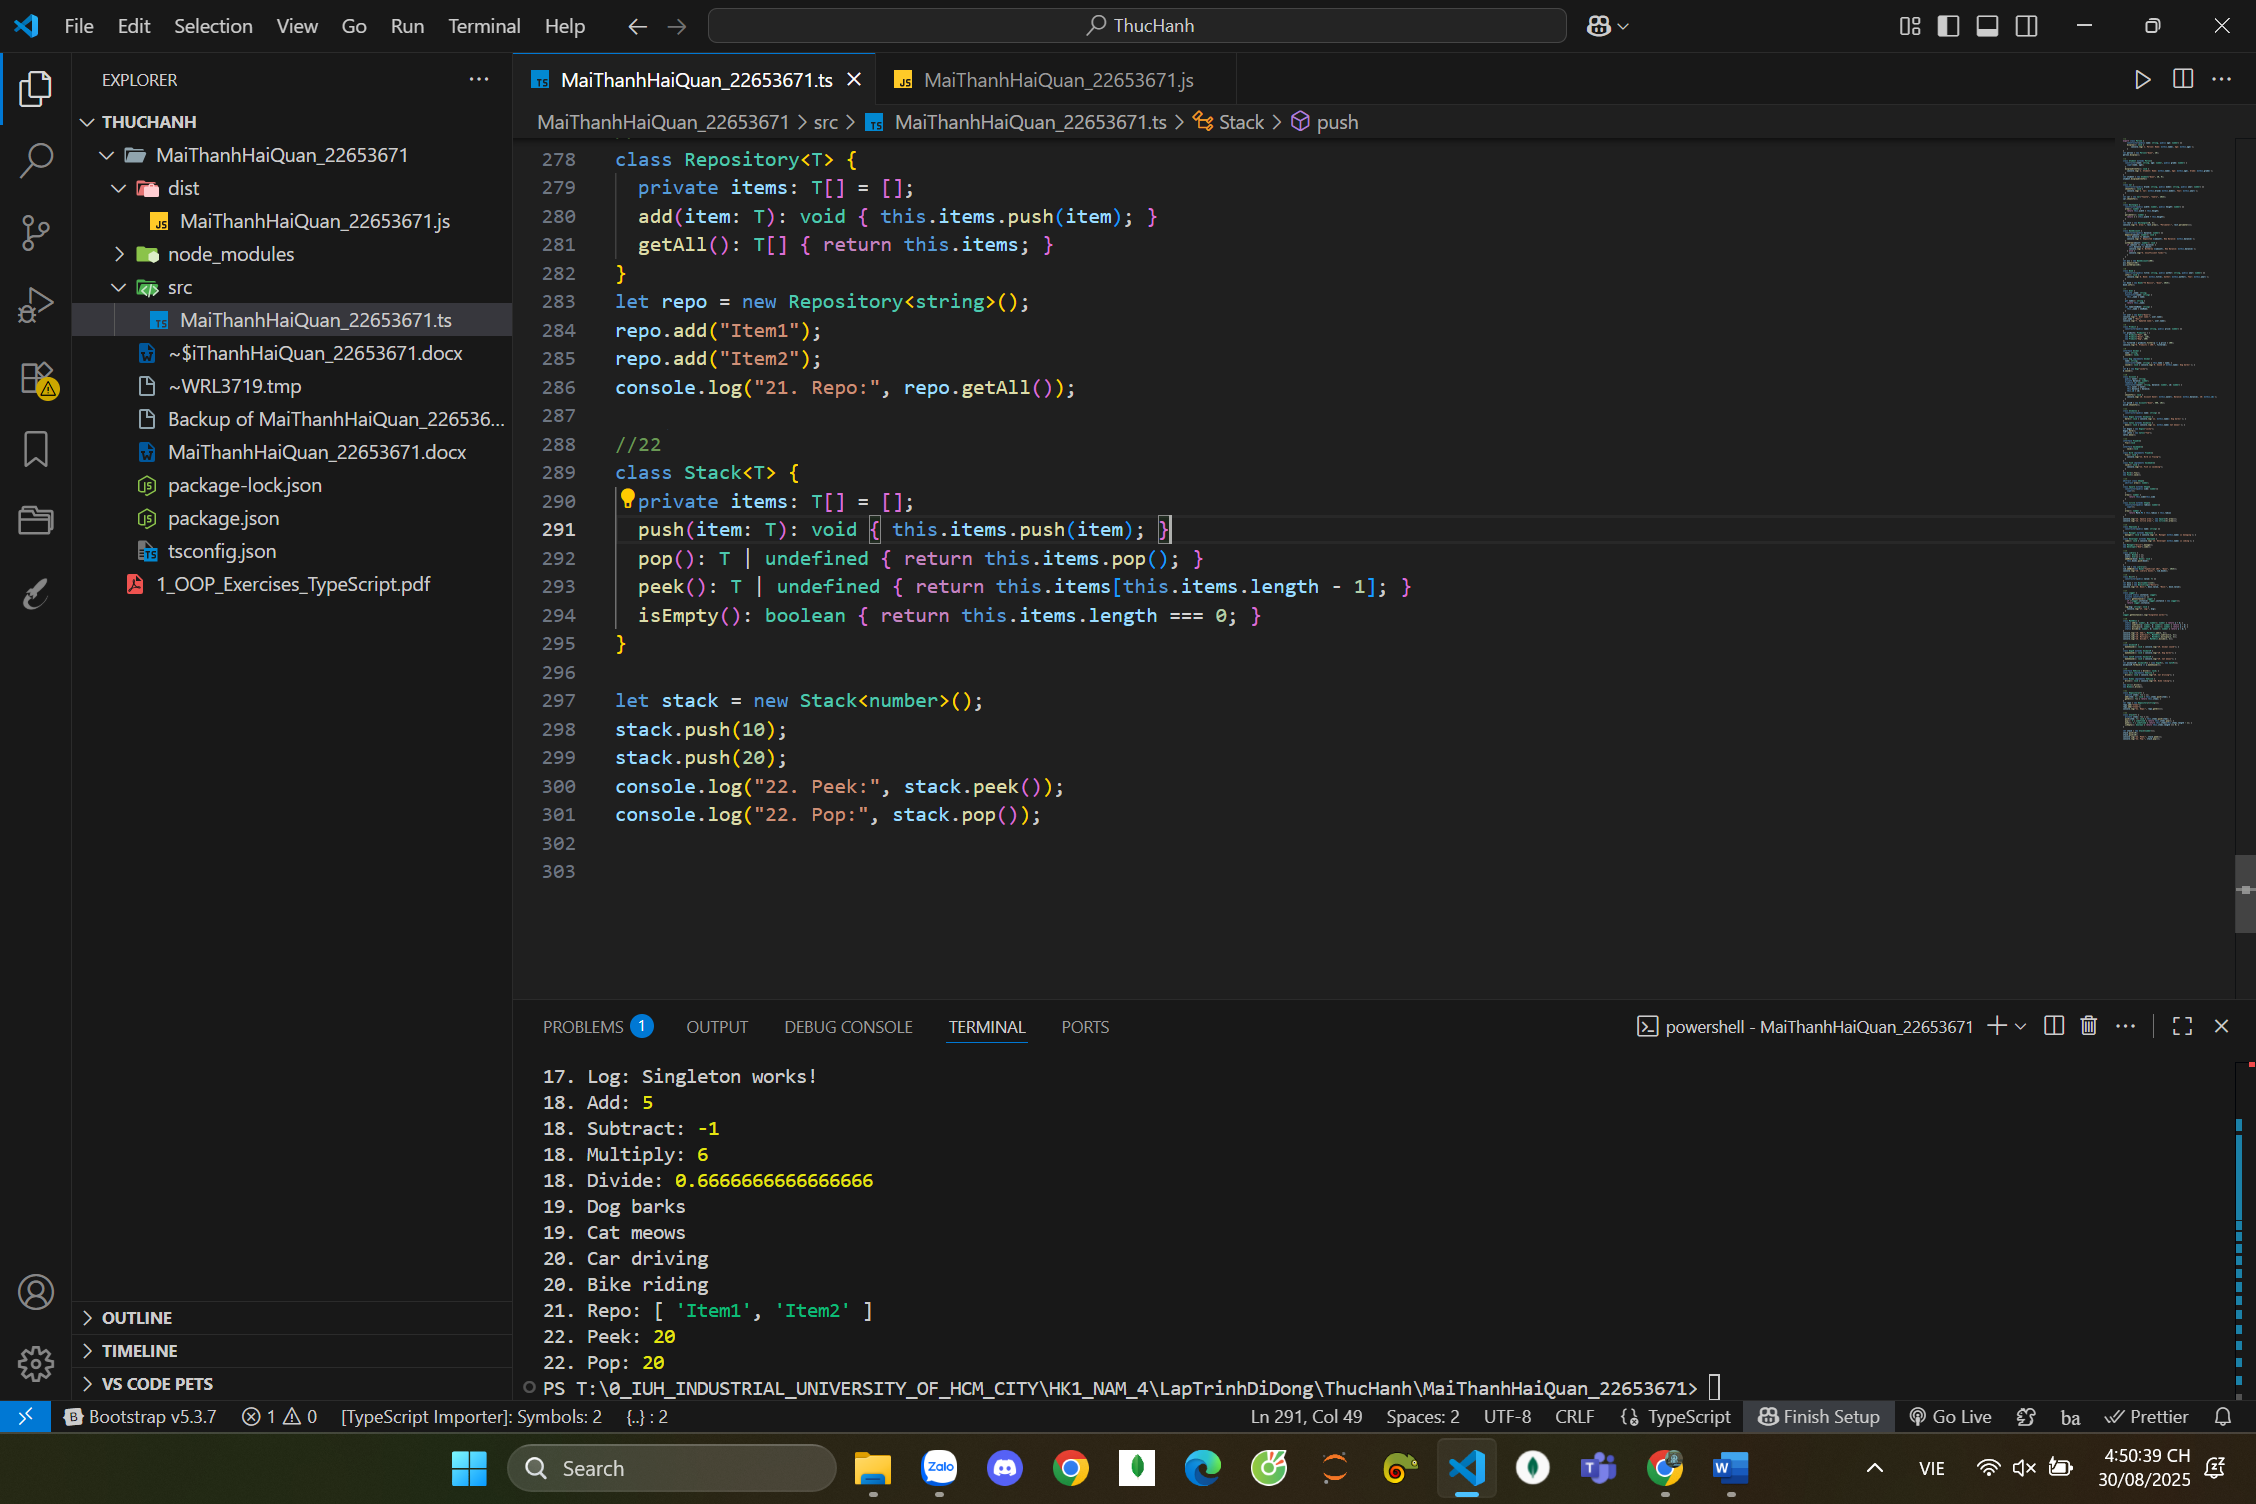 File Edit Selection View Go Run Terminal Help
ThucHanh
EXPLORER
THUCHANH
MaiThanhHaiQuan_22653671
dist
MaiThanhHaiQuan_22653671.js
node_modules
src
MaiThanhHaiQuan_22653671.ts
~$iThanhHaiQuan_22653671.docx
~WRL3719.tmp
Backup of MaiThanhHaiQuan_226536...
MaiThanhHaiQuan_22653671.docx
package-lock.json
package.json
tsconfig.json
1_OOP_Exercises_TypeScript.pdf
OUTLINE
TIMELINE
VS CODE PETS
MaiThanhHaiQuan_22653671.ts
MaiThanhHaiQuan_22653671.js
MaiThanhHaiQuan_22653671 > src > MaiThanhHaiQuan_22653671.ts > Stack > push
278 class Repository<T> {
279 private items: T[] = [];
280 add(item: T): void { this.items.push(item); }
281 getAll(): T[] { return this.items; }
282 }
283 let repo = new Repository<string>();
284 repo.add("Item1");
285 repo.add("Item2");
286 console.log("21. Repo:", repo.getAll());
287
288 //22
289 class Stack<T> {
290 private items: T[] = [];
291 push(item: T): void { this.items.push(item); }
292 pop(): T | undefined { return this.items.pop(); }
293 peek(): T | undefined { return this.items[this.items.length - 1]; }
294 isEmpty(): boolean { return this.items.length === 0; }
295 }
296
297 let stack = new Stack<number>();
298 stack.push(10);
299 stack.push(20);
300 console.log("22. Peek:", stack.peek());
301 console.log("22. Pop:", stack.pop());
302
303
PROBLEMS 1 OUTPUT DEBUG CONSOLE TERMINAL PORTS
powershell - MaiThanhHaiQuan_22653671
17. Log: Singleton works!
18. Add: 5
18. Subtract: -1
18. Multiply: 6
18. Divide: 0.6666666666666666
19. Dog barks
19. Cat meows
20. Car driving
20. Bike riding
21. Repo: [ 'Item1', 'Item2' ]
22. Peek: 20
22. Pop: 20
PS T:\0_IUH_INDUSTRIAL_UNIVERSITY_OF_HCM_CITY\HK1_NAM_4\LapTrinhDiDong\ThucHanh\MaiThanhHaiQuan_22653671>
Bootstrap v5.3.7 1 0 [TypeScript Importer]: Symbols: 2 {..} : 2
Ln 291, Col 49 Spaces: 2 UTF-8 CRLF TypeScript Finish Setup Go Live ba Prettier
Search
Zalo
VIE
4:50:39 CH
30/08/2025